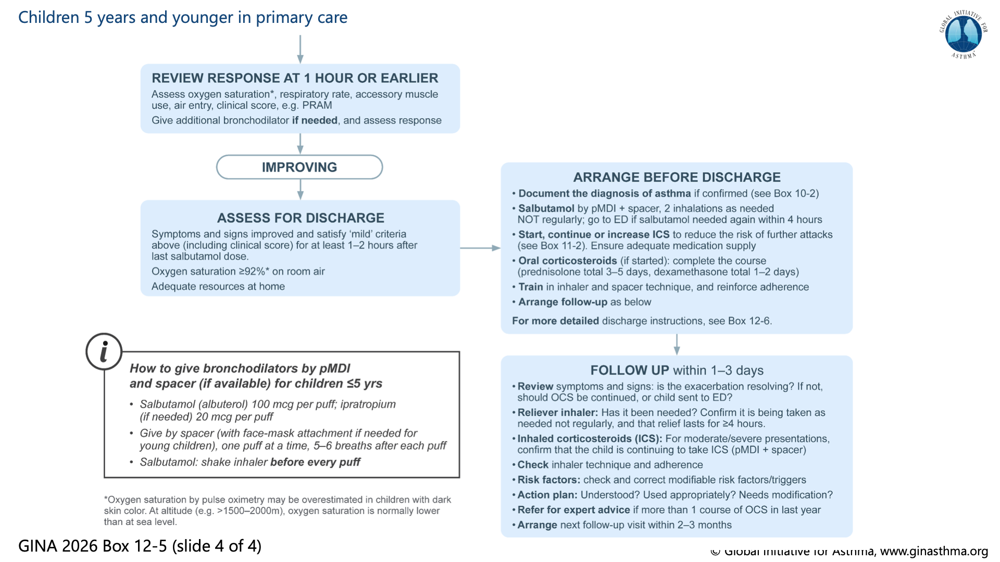 Children 5 years and younger in primary care
GLOBAL INITIATIVE FOR
ASTHMA
REVIEW RESPONSE AT 1 HOUR OR EARLIER
Assess oxygen saturation*, respiratory rate, accessory muscle
use, air entry, clinical score, e.g. PRAM
Give additional bronchodilator if needed, and assess response
IMPROVING
ASSESS FOR DISCHARGE
Symptoms and signs improved and satisfy ‘mild’ criteria
above (including clinical score) for at least 1–2 hours after
last salbutamol dose.
Oxygen saturation ≥92%* on room air
Adequate resources at home
ARRANGE BEFORE DISCHARGE
• Document the diagnosis of asthma if confirmed (see Box 10-2)
• Salbutamol by pMDI + spacer, 2 inhalations as needed
NOT regularly; go to ED if salbutamol needed again within 4 hours
• Start, continue or increase ICS to reduce the risk of further attacks
(see Box 11-2). Ensure adequate medication supply
• Oral corticosteroids (if started): complete the course
(prednisolone total 3–5 days, dexamethasone total 1–2 days)
• Train in inhaler and spacer technique, and reinforce adherence
• Arrange follow-up as below
For more detailed discharge instructions, see Box 12-6.
i
How to give bronchodilators by pMDI
and spacer (if available) for children ≤5 yrs
• Salbutamol (albuterol) 100 mcg per puff; ipratropium
(if needed) 20 mcg per puff
• Give by spacer (with face-mask attachment if needed for
young children), one puff at a time, 5–6 breaths after each puff
• Salbutamol: shake inhaler before every puff
*Oxygen saturation by pulse oximetry may be overestimated in children with dark
skin color. At altitude (e.g. >1500–2000m), oxygen saturation is normally lower
than at sea level.
FOLLOW UP within 1–3 days
• Review symptoms and signs: is the exacerbation resolving? If not,
should OCS be continued, or child sent to ED?
• Reliever inhaler: Has it been needed? Confirm it is being taken as
needed not regularly, and that relief lasts for ≥4 hours.
• Inhaled corticosteroids (ICS): For moderate/severe presentations,
confirm that the child is continuing to take ICS (pMDI + spacer)
• Check inhaler technique and adherence
• Risk factors: check and correct modifiable risk factors/triggers
• Action plan: Understood? Used appropriately? Needs modification?
• Refer for expert advice if more than 1 course of OCS in last year
• Arrange next follow-up visit within 2–3 months
GINA 2026 Box 12-5 (slide 4 of 4)
© Global Initiative for Asthma, www.ginasthma.org